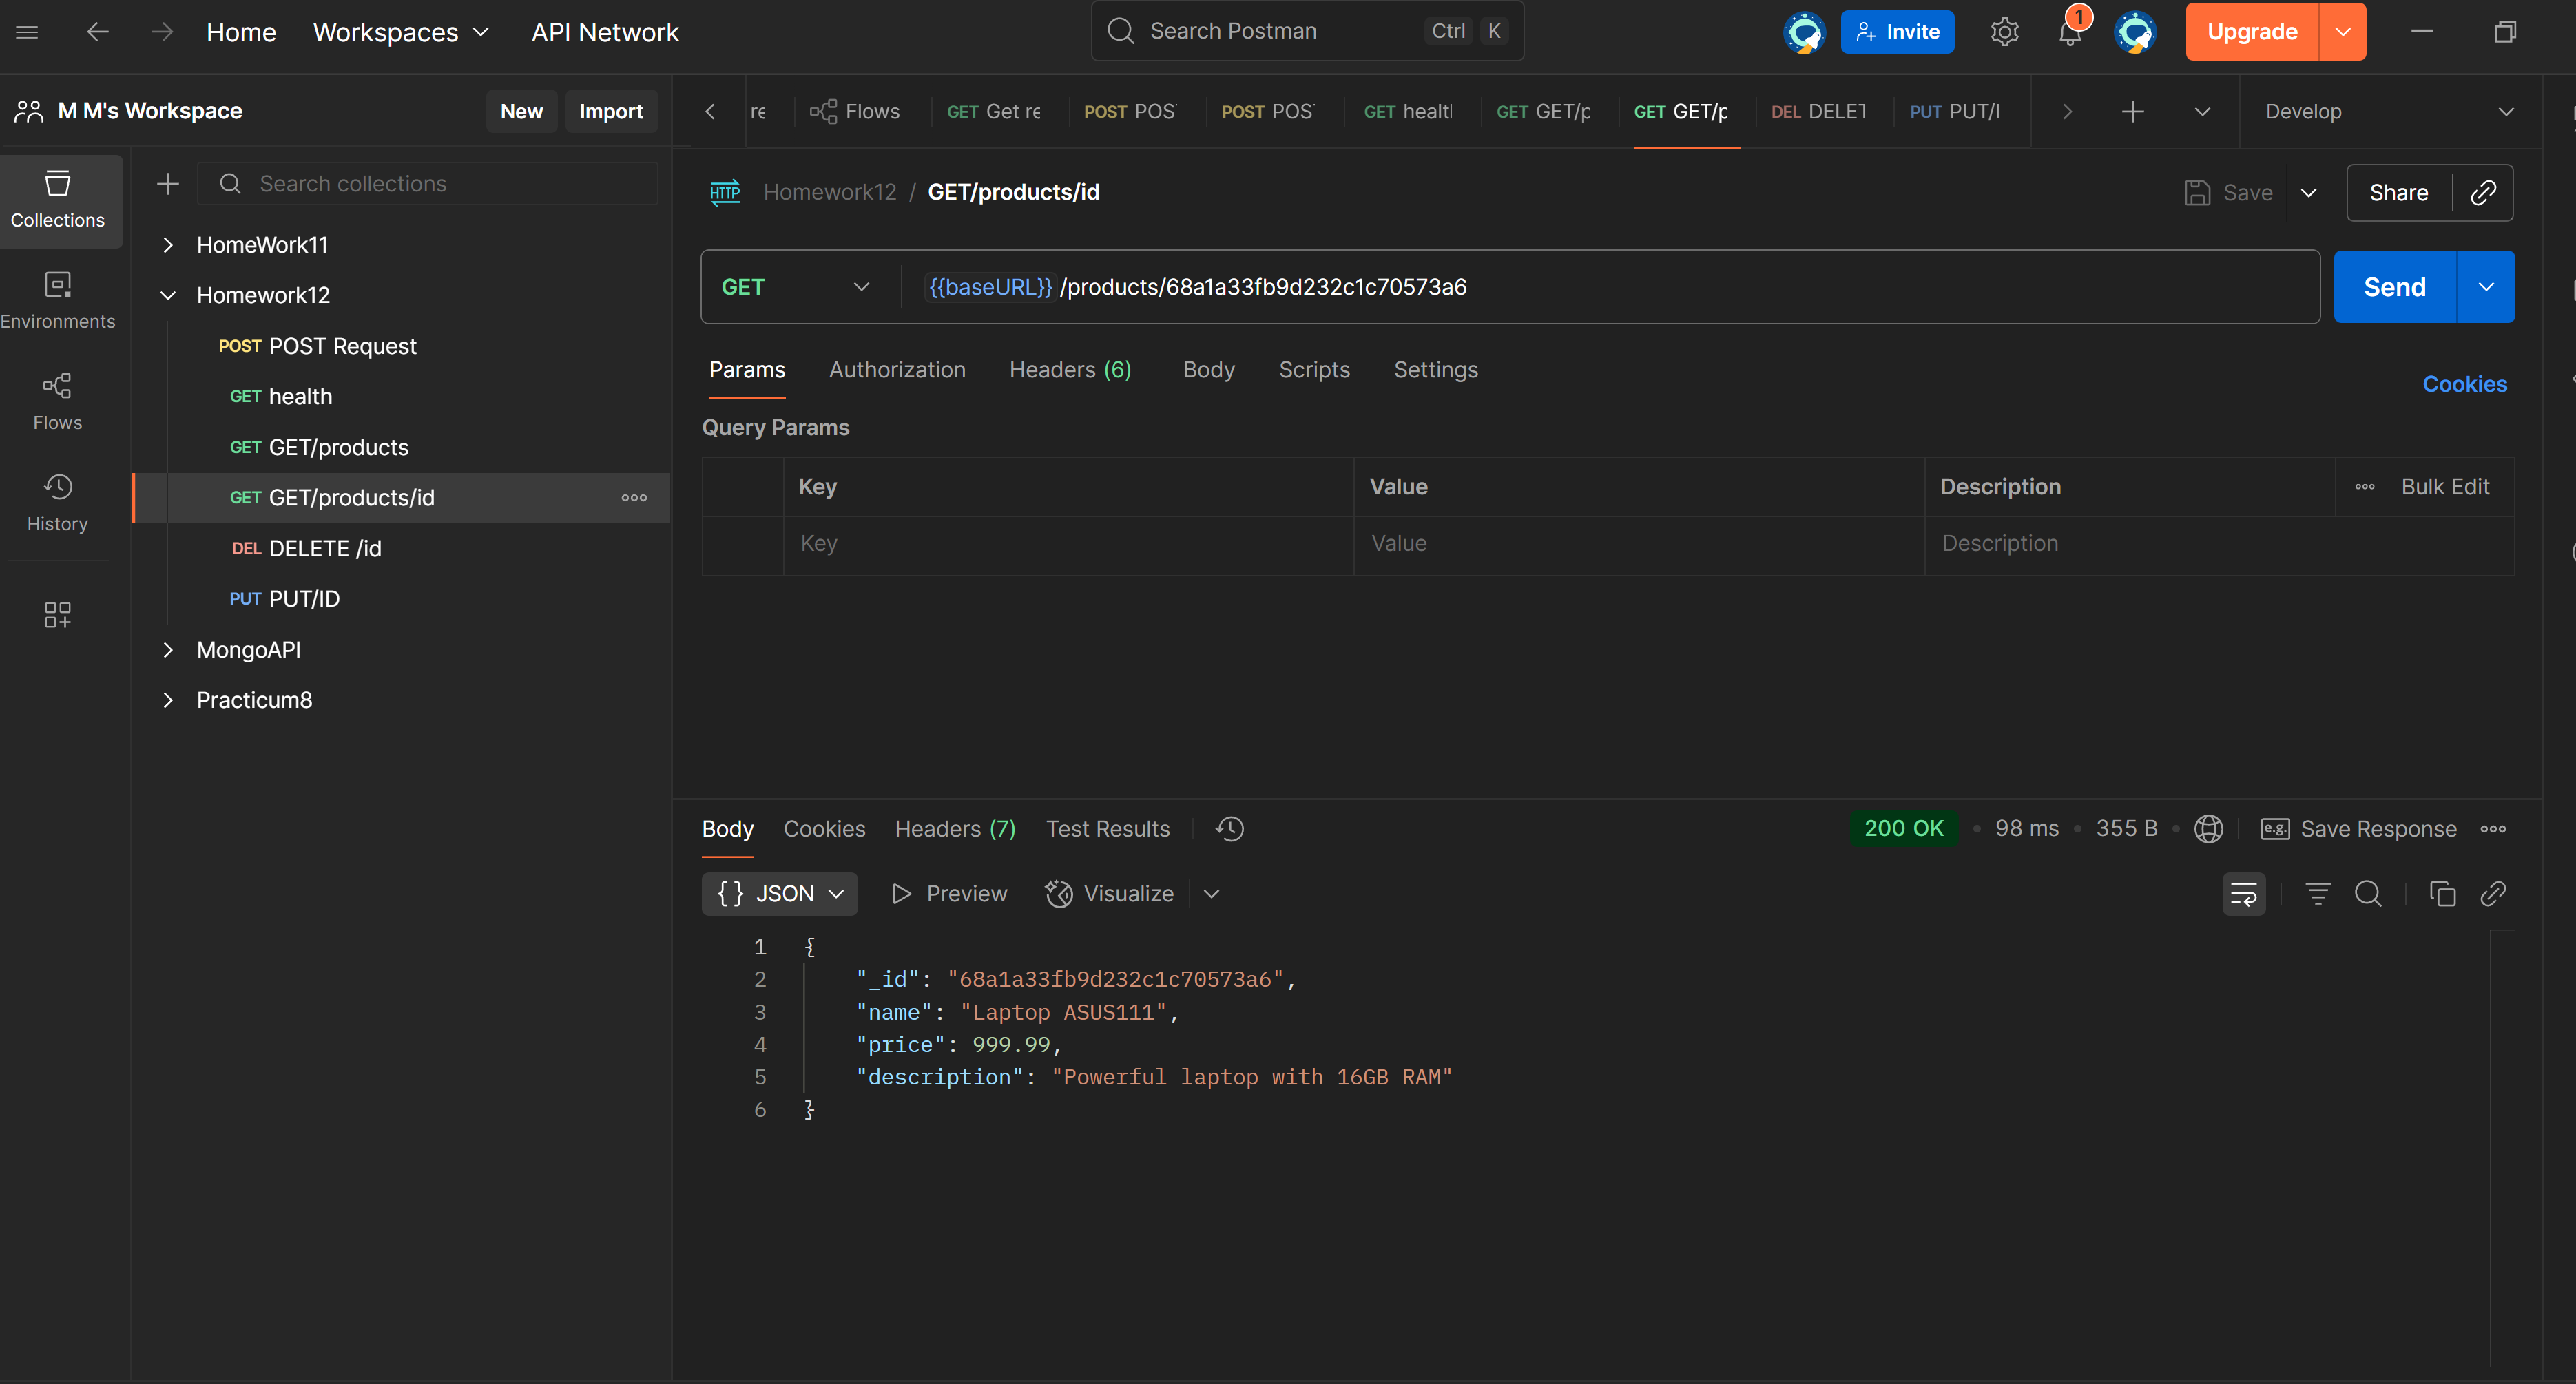 Home Workspaces API Network Search Postman Ctrl K Invite 1 Upgrade
M M's Workspace New Import
re Flows GET Get re POST POS POST POS GET healt GET GET/p GET GET/p DEL DELET PUT PUT/I Develop
Collections
Environments
Flows
History
Search collections
HomeWork11
Homework12
POST POST Request
GET health
GET GET/products
GET GET/products/id
DEL DELETE /id
PUT PUT/ID
MongoAPI
Practicum8
HTTP Homework12 / GET/products/id Save Share
GET {{baseURL}}/products/68a1a33fb9d232c1c70573a6 Send
Params Authorization Headers (6) Body Scripts Settings Cookies
Query Params
Key Value Description Bulk Edit
Key Value Description
Body Cookies Headers (7) Test Results 200 OK • 98 ms • 355 B • e.g. Save Response
{} JSON Preview Visualize
1 {
2 "_id": "68a1a33fb9d232c1c70573a6",
3 "name": "Laptop ASUS111",
4 "price": 999.99,
5 "description": "Powerful laptop with 16GB RAM"
6 }